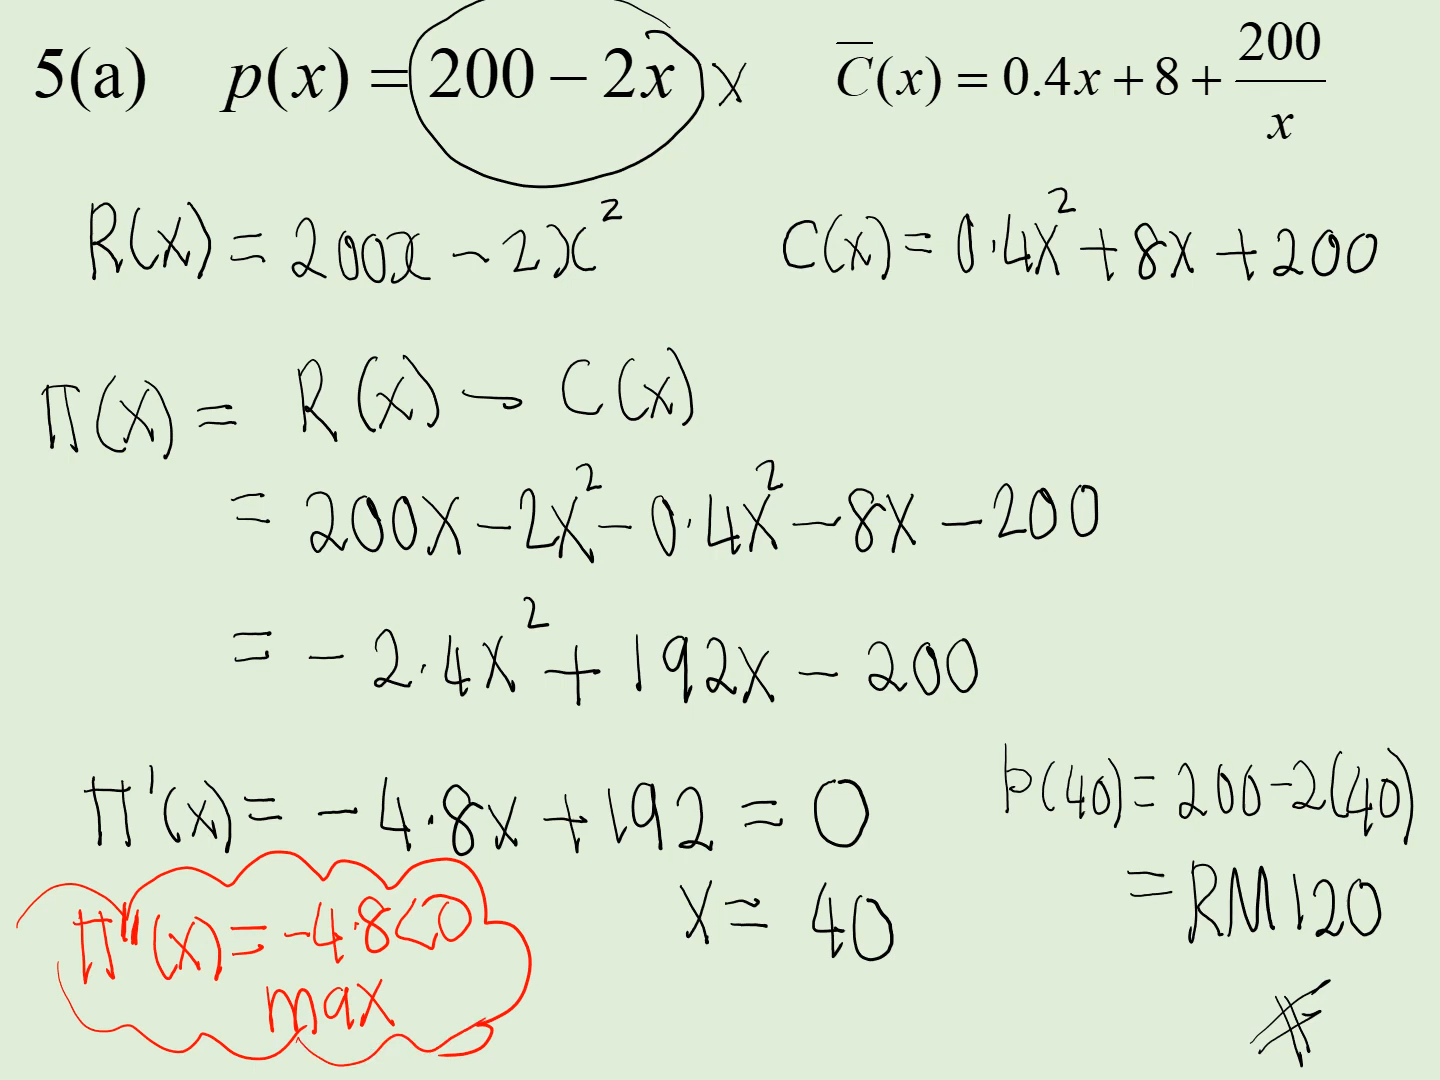 5(a) p(x) = 200 − 2x x C̅(x) = 0.4x + 8 + 200/x
R(x) = 200x − 2x² C(x) = 0.4x² + 8x + 200
π(x) = R(x) − C(x)
= 200x − 2x² − 0.4x² − 8x − 200
= −2.4x² + 192x − 200
π'(x) = −4.8x + 192 = 0
x = 40
p(40) = 200 − 2(40)
= RM120
π''(x) = −4.8 < 0
max